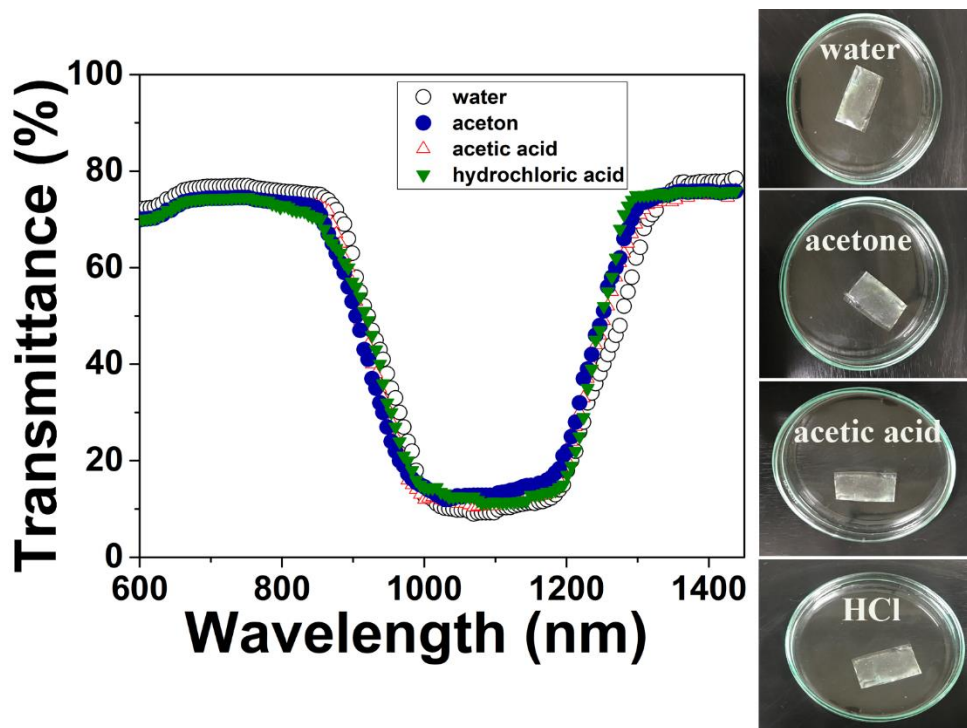 Transmittance (%)
100
80
60
40
20
0
water
aceton
acetic acid
hydrochloric acid
600
800
1000
1200
1400
Wavelength (nm)
water
acetone
acetic acid
HCl